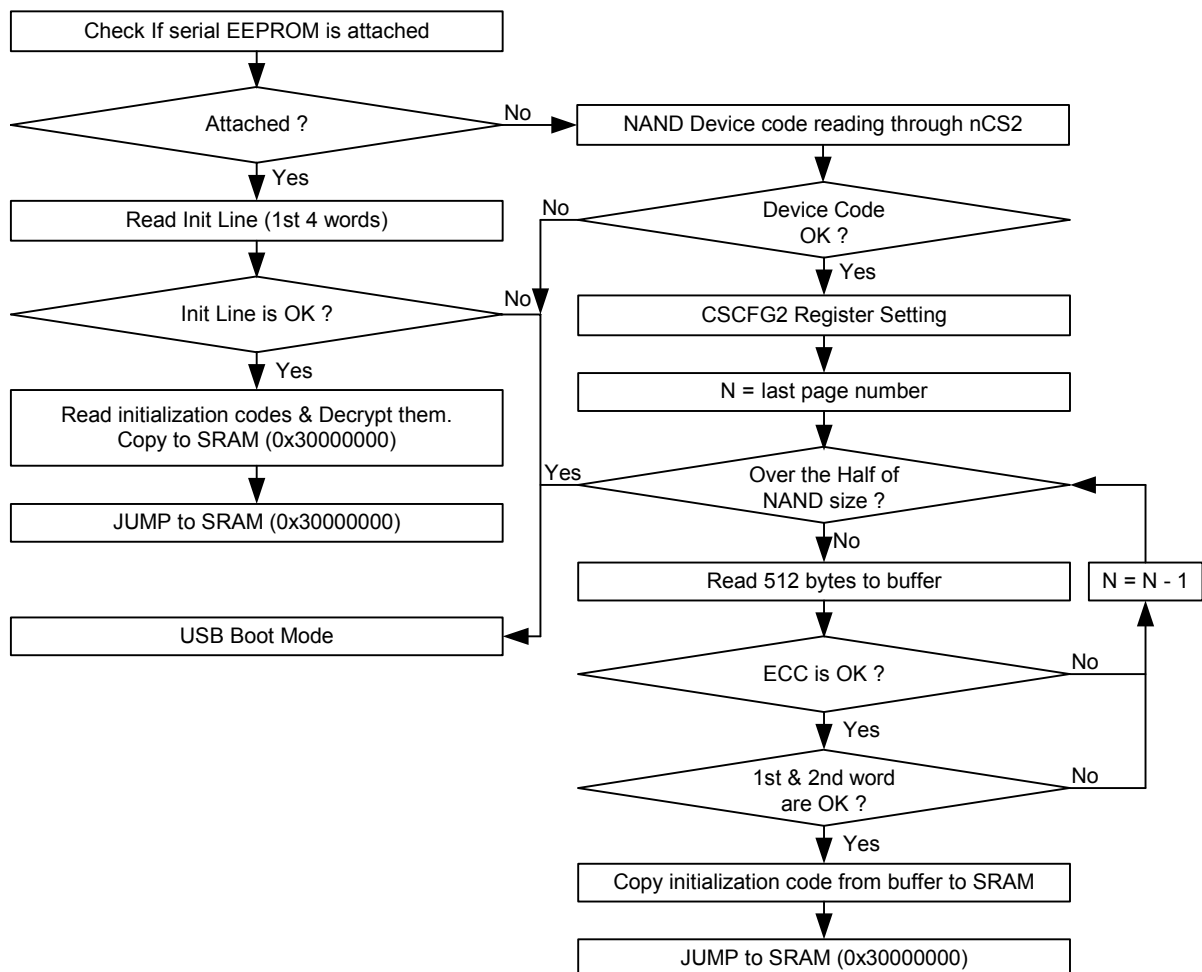 Check If serial EEPROM is attached
Attached ?
No
Yes
Read Init Line (1st 4 words)
Init Line is OK ?
No
Yes
Read initialization codes & Decrypt them.
Copy to SRAM (0x30000000)
JUMP to SRAM (0x30000000)
USB Boot Mode
NAND Device code reading through nCS2
Device Code
OK ?
No
Yes
CSCFG2 Register Setting
N = last page number
Over the Half of
NAND size ?
Yes
No
Read 512 bytes to buffer
N = N - 1
ECC is OK ?
No
Yes
1st & 2nd word
are OK ?
No
Yes
Copy initialization code from buffer to SRAM
JUMP to SRAM (0x30000000)